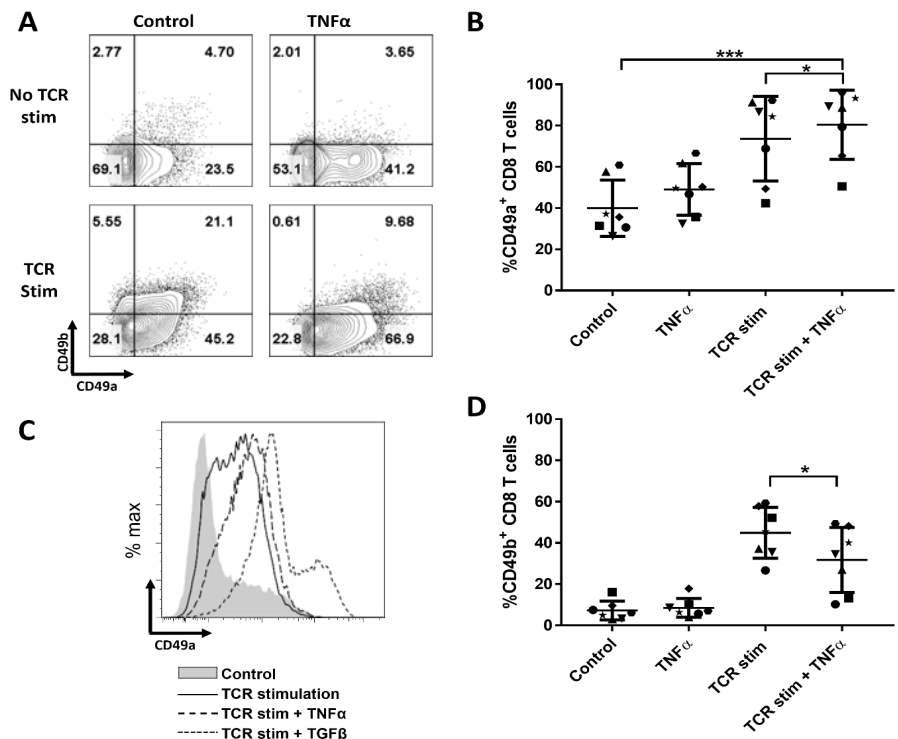 A
Control
TNFα
No TCR
stim
2.77
4.70
69.1
23.5
2.01
3.65
53.1
41.2
TCR
Stim
5.55
21.1
28.1
45.2
0.61
9.68
22.8
66.9
CD49b
CD49a
B
%CD49a+ CD8 T cells
100
80
60
40
20
0
***
*
Control
TNFα
TCR stim
TCR stim + TNFα
C
% max
CD49a
Control
TCR stimulation
TCR stim + TNFα
TCR stim + TGFß
D
%CD49b+ CD8 T cells
100
80
60
40
20
0
*
Control
TNFα
TCR stim
TCR stim + TNFα